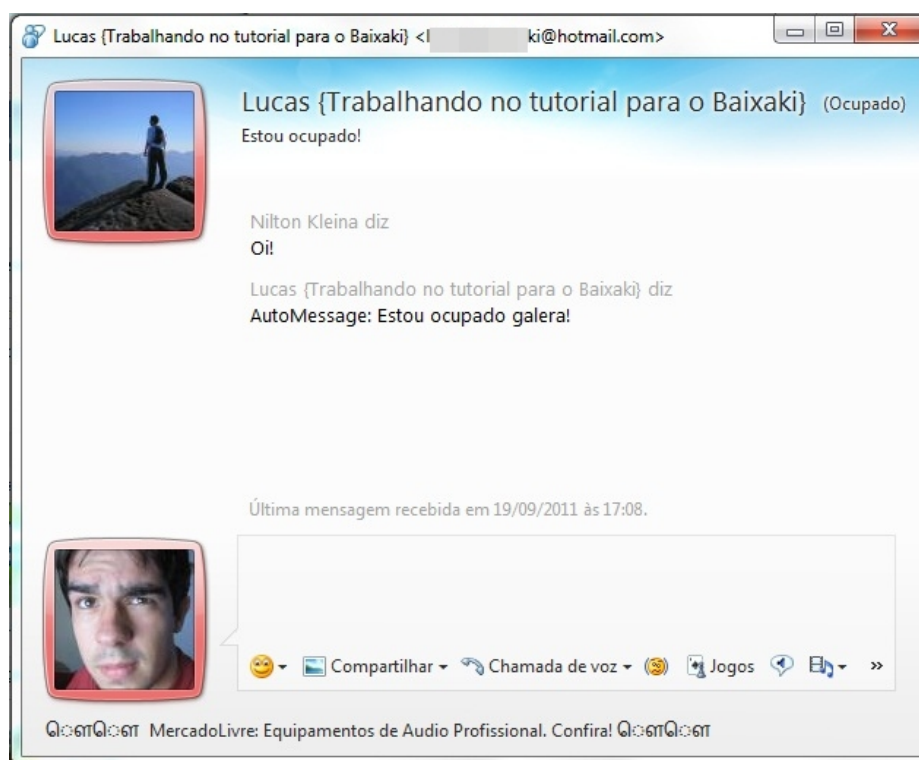 Lucas {Trabalhando no tutorial para o Baixaki} <l ki@hotmail.com>
Lucas {Trabalhando no tutorial para o Baixaki} (Ocupado)
Estou ocupado!
Nilton Kleina diz
Oi!
Lucas {Trabalhando no tutorial para o Baixaki} diz
AutoMessage: Estou ocupado galera!
Última mensagem recebida em 19/09/2011 às 17:08.
Compartilhar Chamada de voz Jogos »
MercadoLivre: Equipamentos de Audio Profissional. Confira!